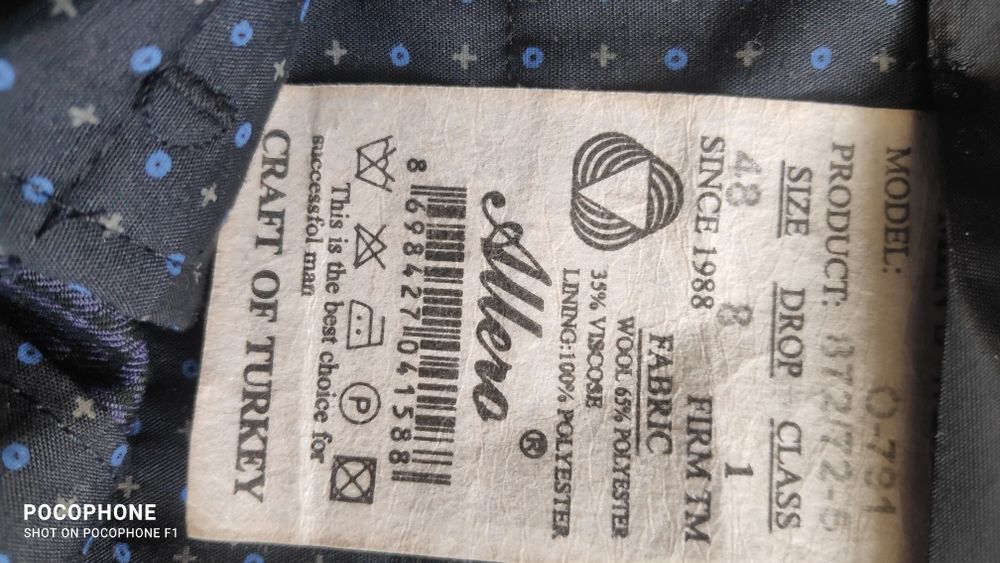 MODEL: O-791
PRODUCT: 872/772-5
SIZE DROP CLASS
48 8 1
SINCE 1988 FIRM TM
FABRIC
WOOL 65% POLYESTER
35% VISCOSE
LINING:100% POLYESTER
Allero ®
8 698427 041588
P
This is the best choice for
successfol man
CRAFT OF TURKEY
POCOPHONE
SHOT ON POCOPHONE F1